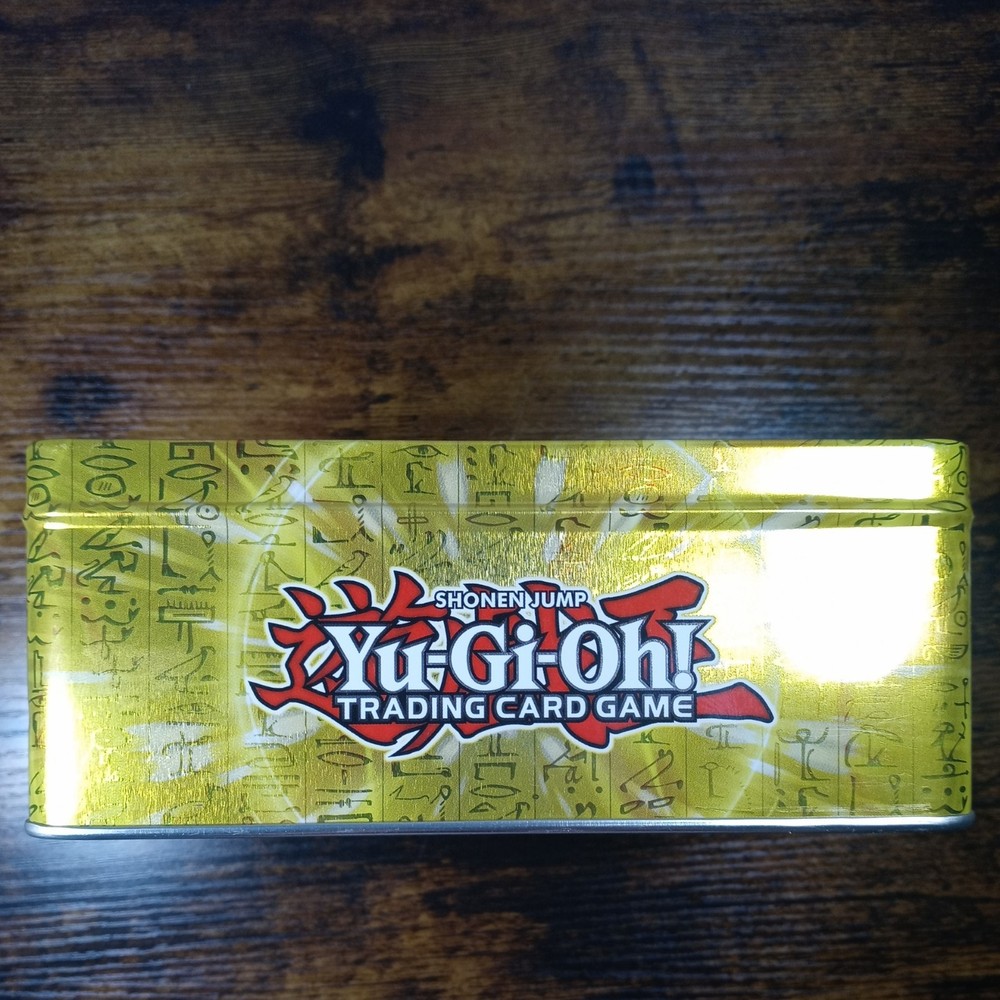 SHONEN JUMP
Yu-Gi-Oh!
TRADING CARD GAME